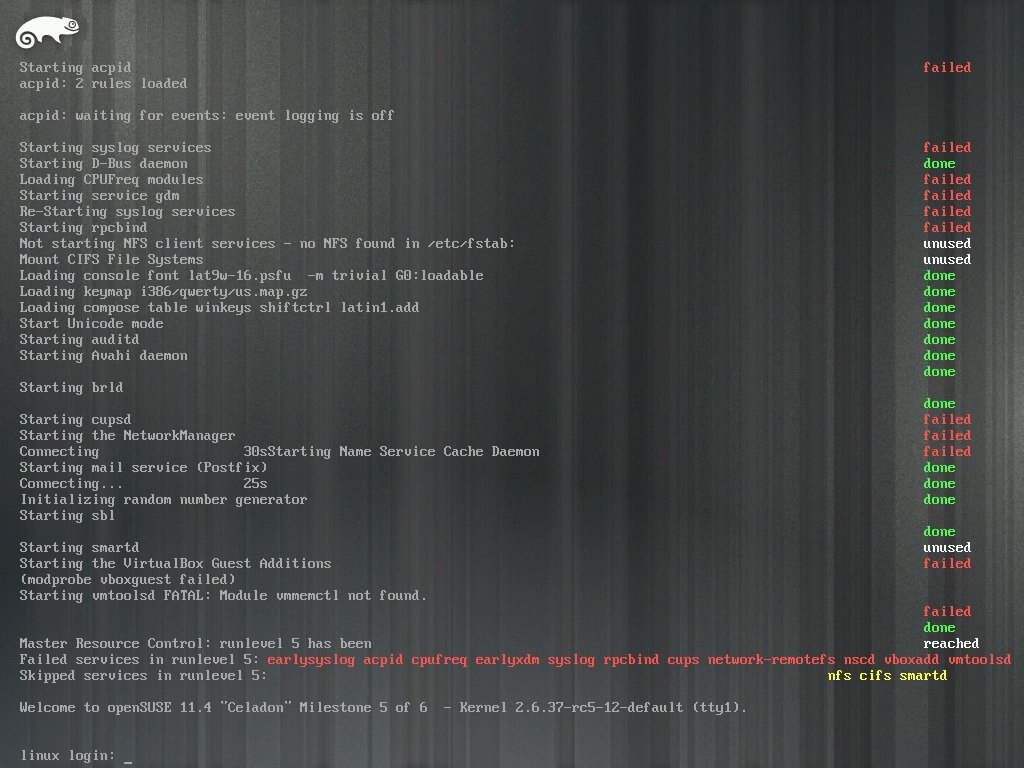 Starting acpid failed
acpid: 2 rules loaded
acpid: waiting for events: event logging is off
Starting syslog services failed
Starting D-Bus daemon done
Loading CPUFreq modules failed
Starting service gdm failed
Re-Starting syslog services failed
Starting rpcbind failed
Not starting NFS client services - no NFS found in /etc/fstab: unused
Mount CIFS File Systems unused
Loading console font lat9w-16.psfu  -m trivial G0:loadable done
Loading keymap i386/qwerty/us.map.gz done
Loading compose table winkeys shiftctrl latin1.add done
Start Unicode mode done
Starting auditd done
Starting Avahi daemon done
done
Starting brld
done
Starting cupsd failed
Starting the NetworkManager failed
Connecting 30sStarting Name Service Cache Daemon failed
Starting mail service (Postfix) done
Connecting... 25s done
Initializing random number generator done
Starting sbl
done
Starting smartd unused
Starting the VirtualBox Guest Additions failed
(modprobe vboxguest failed)
Starting vmtoolsd FATAL: Module vmmemctl not found.
failed
done
Master Resource Control: runlevel 5 has been reached
Failed services in runlevel 5: earlysyslog acpid cpufreq earlyxdm syslog rpcbind cups network-remotefs nscd vboxadd vmtoolsd
Skipped services in runlevel 5: nfs cifs smartd
Welcome to openSUSE 11.4 "Celadon" Milestone 5 of 6  - Kernel 2.6.37-rc5-12-default (tty1).
linux login: _